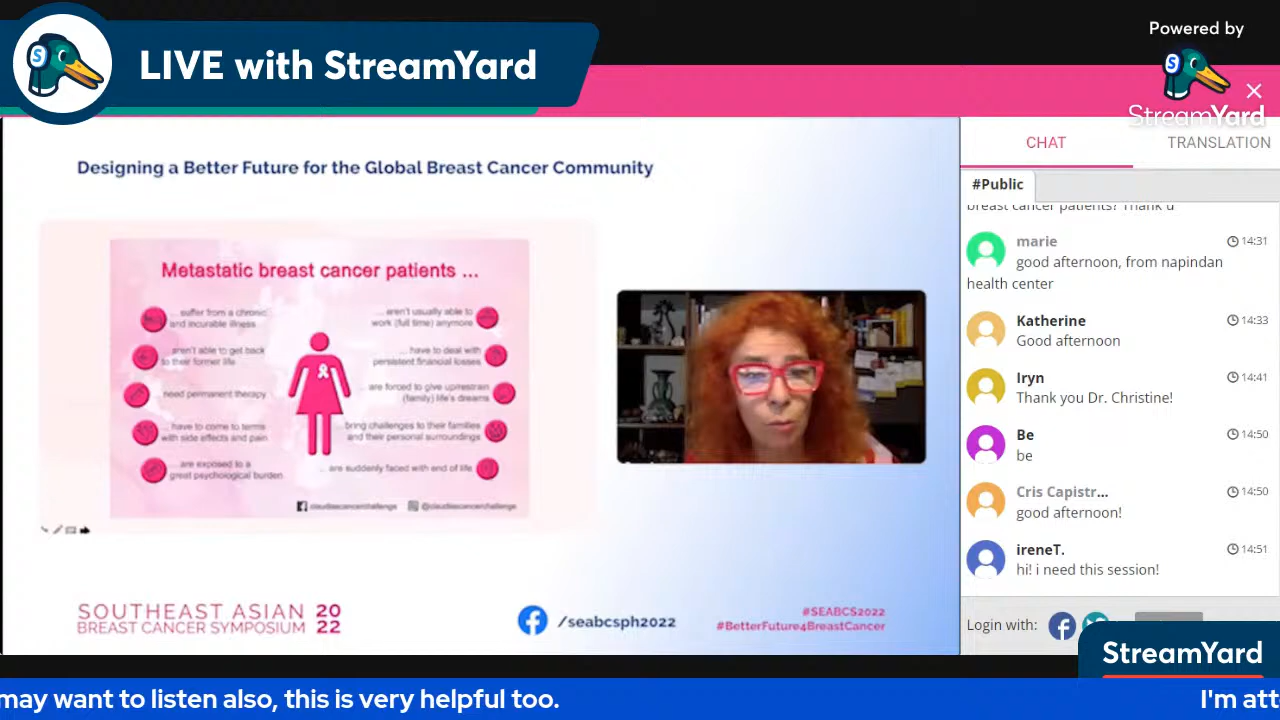 LIVE with StreamYard
Powered by
StreamYard
CHAT
TRANSLATION
#Public
Designing a Better Future for the Global Breast Cancer Community
Metastatic breast cancer patients ...
... suffer from a chronic
and incurable illness
... aren't able to get back
to their former life
... need permanent therapy
... have to come to terms
with side effects and pain
... are exposed to a
great psychological burden
... aren't usually able to
work (full time) anymore
... have to deal with
persistent financial losses
... are forced to give up
(family) life's dreams
bring challenges to their families
and their personal surroundings
... are suddenly faced with end of life
claudiascancerchallenge
@claudiascancerchallenge
breast cancer patients? Thank u
marie
14:31
good afternoon, from napindan
health center
Katherine
14:33
Good afternoon
Iryn
14:41
Thank you Dr. Christine!
Be
14:50
be
Cris Capistr...
14:50
good afternoon!
ireneT.
14:51
hi! i need this session!
Login with:
SOUTHEAST ASIAN
BREAST CANCER SYMPOSIUM
20
22
/seabcsph2022
#SEABCS2022
#BetterFuture4BreastCancer
StreamYard
may want to listen also, this is very helpful too.
I'm att